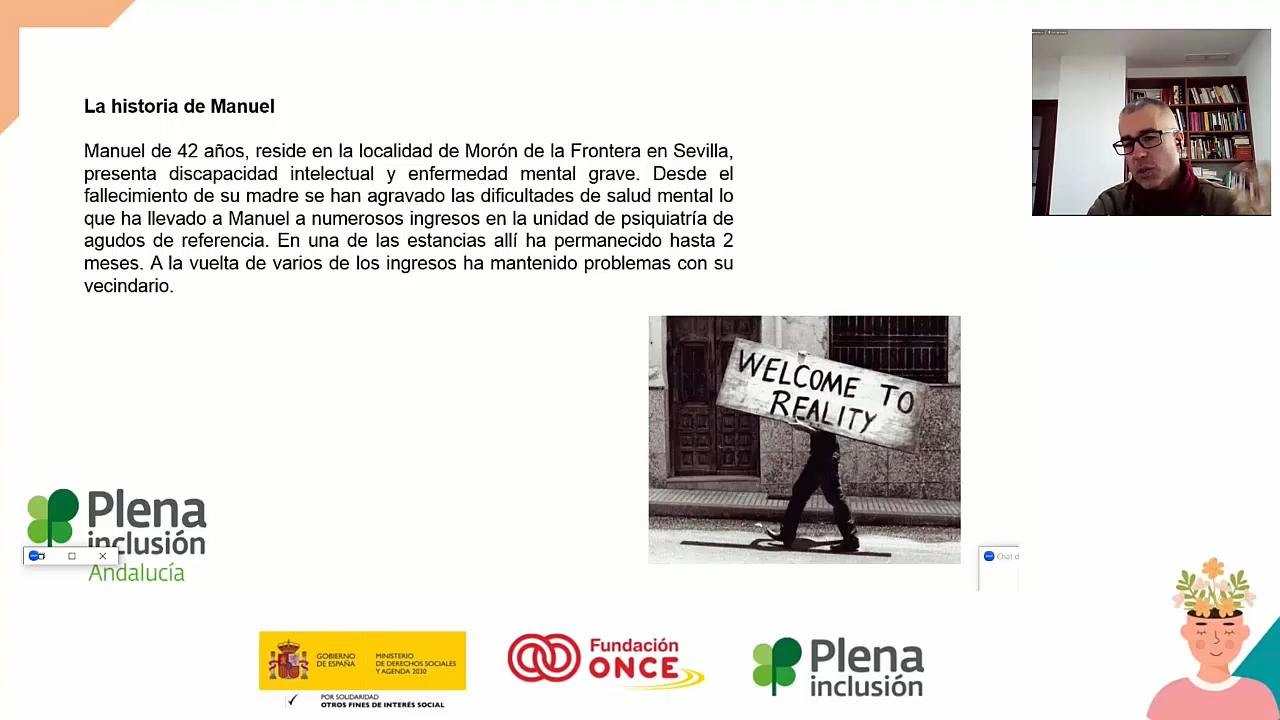 La historia de Manuel
Manuel de 42 años, reside en la localidad de Morón de la Frontera en Sevilla,
presenta discapacidad intelectual y enfermedad mental grave. Desde el
fallecimiento de su madre se han agravado las dificultades de salud mental lo
que ha llevado a Manuel a numerosos ingresos en la unidad de psiquiatría de
agudos de referencia. En una de las estancias allí ha permanecido hasta 2
meses. A la vuelta de varios de los ingresos ha mantenido problemas con su
vecindario.
WELCOME TO
REALITY
Plena
inclusión
Andalucía
Chat d
GOBIERNO
DE ESPAÑA
MINISTERIO
DE DERECHOS SOCIALES
Y AGENDA 2030
POR SOLIDARIDAD
OTROS FINES DE INTERÉS SOCIAL
Fundación
ONCE
Plena
inclusión